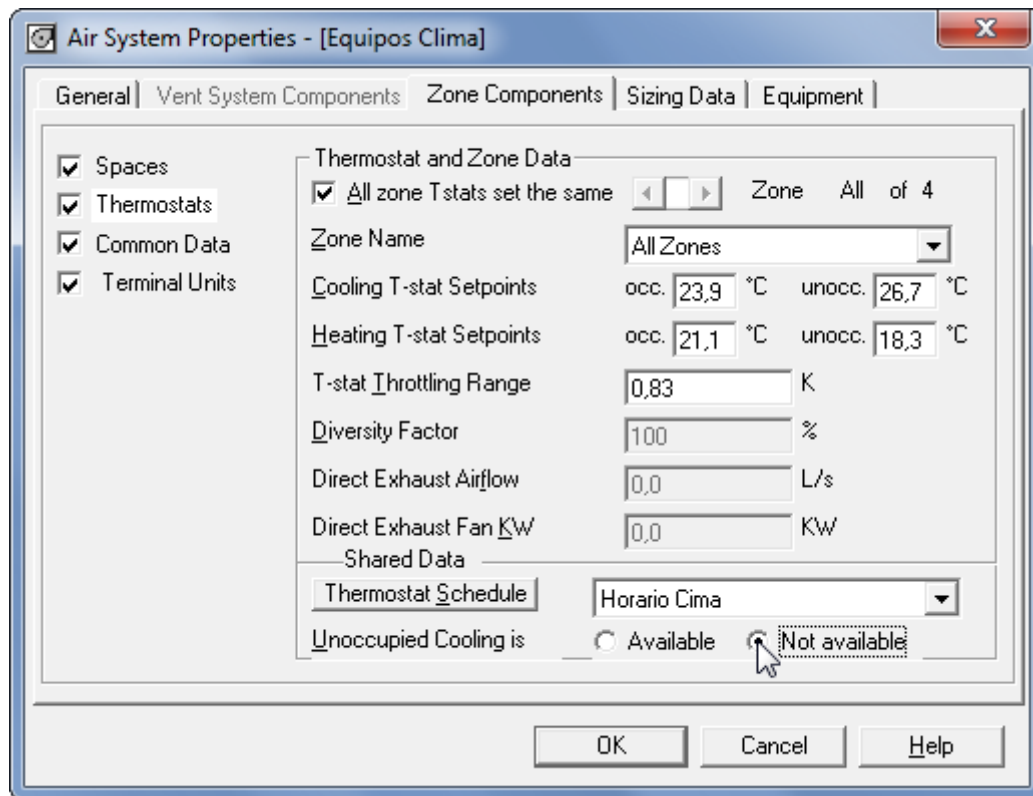 Air System Properties - [Equipos Clima]
x
General Vent System Components Zone Components Sizing Data Equipment
Spaces
Thermostats
Common Data
Terminal Units
Thermostat and Zone Data
All zone Tstats set the same Zone All of 4
Zone Name All Zones
Cooling T-stat Setpoints occ. 23,9 °C unocc. 26,7 °C
Heating T-stat Setpoints occ. 21,1 °C unocc. 18,3 °C
T-stat Throttling Range 0,83 K
Diversity Factor 100 %
Direct Exhaust Airflow 0,0 L/s
Direct Exhaust Fan KW 0,0 KW
Shared Data
Thermostat Schedule Horario Cima
Unoccupied Cooling is Available Not available
OK Cancel Help